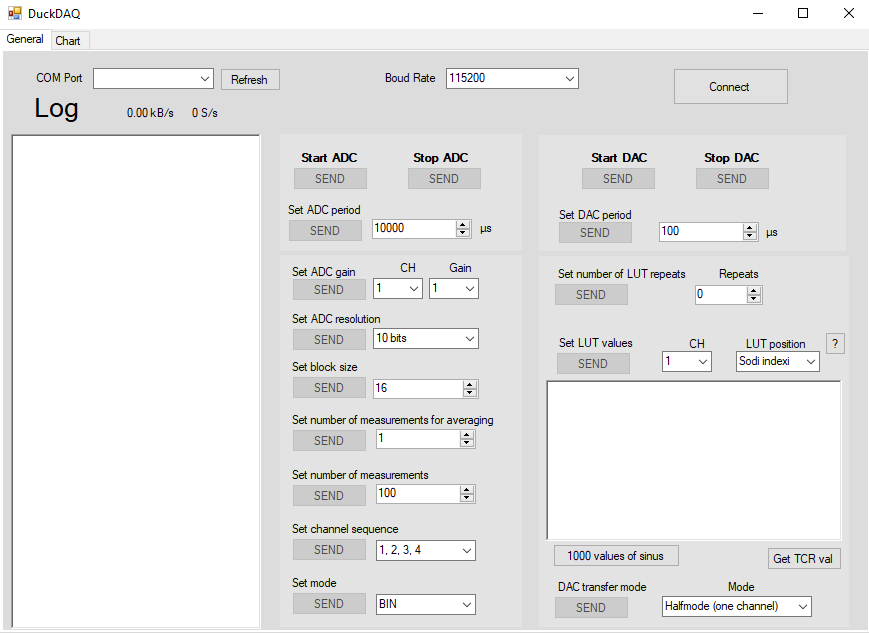 DuckDAQ
General Chart
COM Port Refresh Boud Rate 115200 Connect
Log 0.00 kB/s 0 S/s
Start ADC Stop ADC
SEND SEND
Set ADC period
SEND 10000 µs
Set ADC gain CH Gain
SEND 1 1
Set ADC resolution
SEND 10 bits
Set block size
SEND 16
Set number of measurements for averaging
SEND 1
Set number of measurements
SEND 100
Set channel sequence
SEND 1, 2, 3, 4
Set mode
SEND BIN
Start DAC Stop DAC
SEND SEND
Set DAC period
SEND 100 µs
Set number of LUT repeats Repeats
SEND 0
Set LUT values CH LUT position ?
SEND 1 Sodi indexi
1000 values of sinus Get TCR val
DAC transfer mode Mode
SEND Halfmode (one channel)